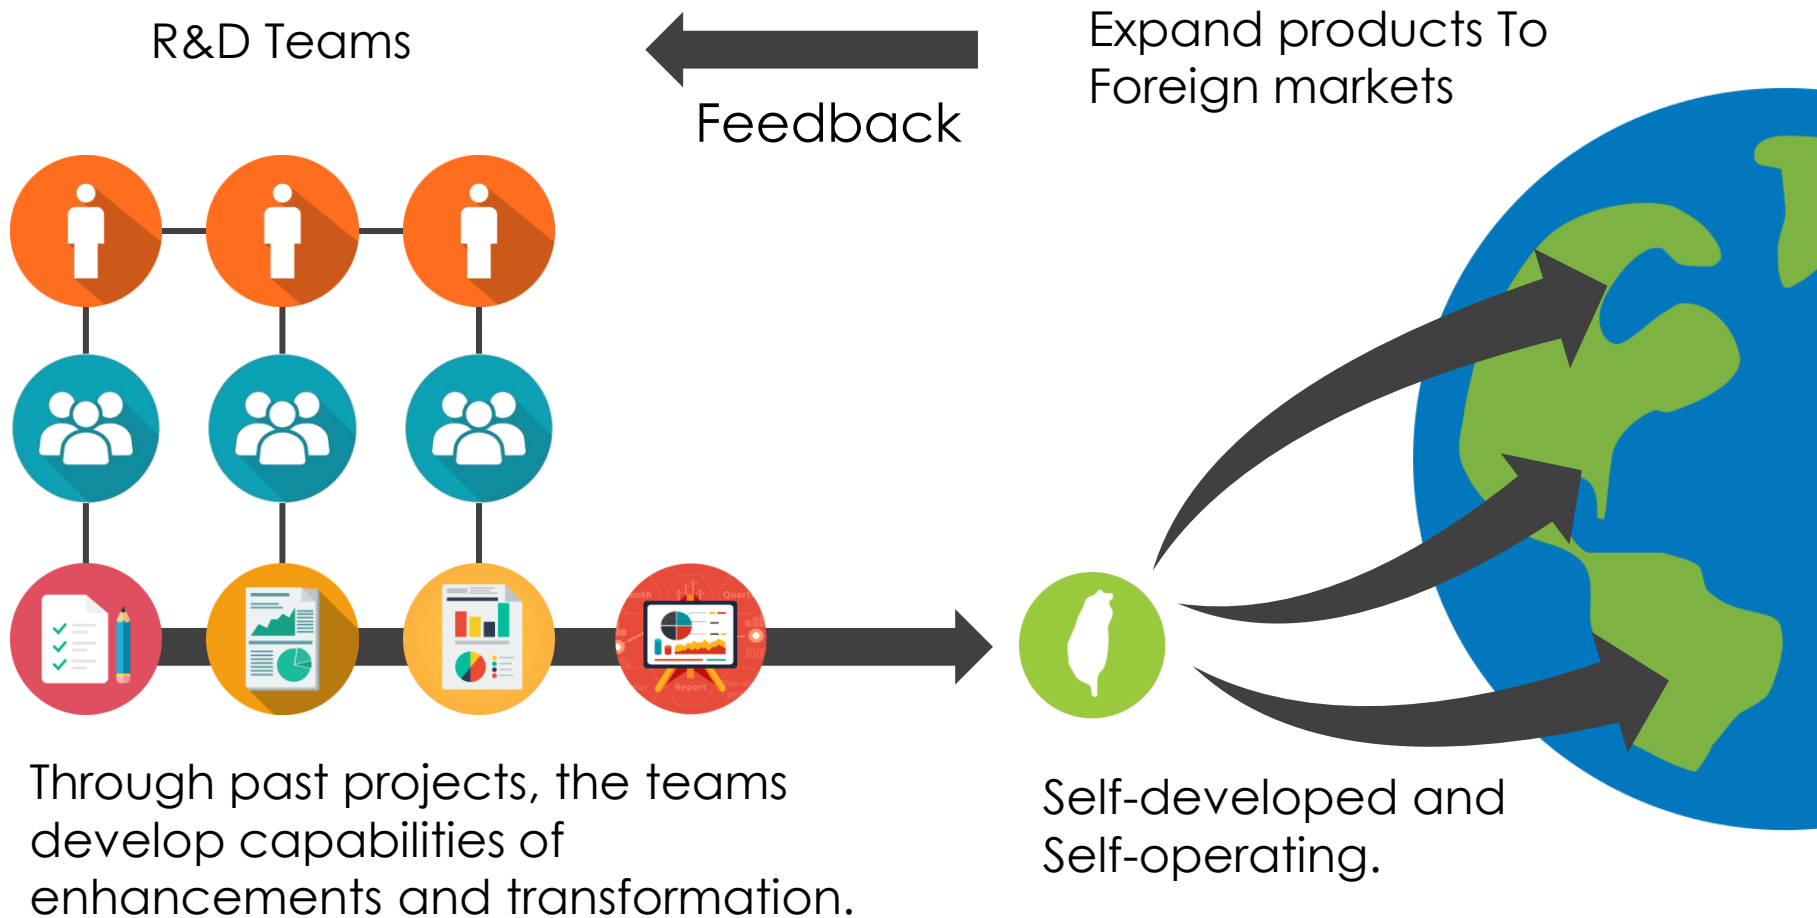 R&D Teams
Feedback
Expand products To
Foreign markets
Report
Through past projects, the teams
develop capabilities of
enhancements and transformation.
Self-developed and
Self-operating.